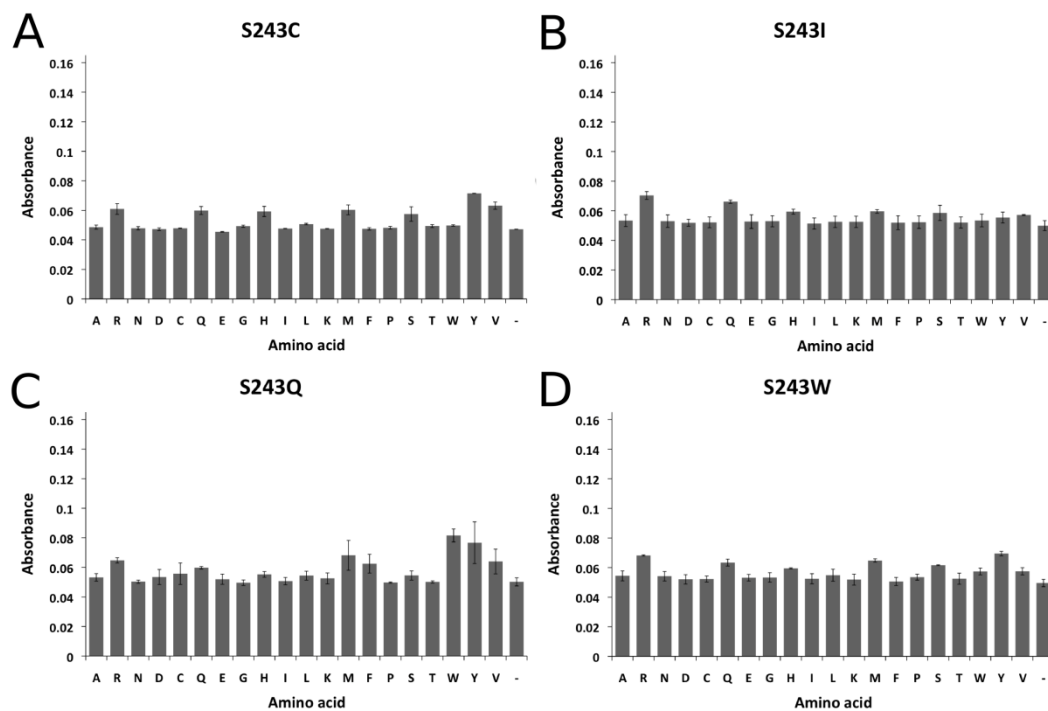 A
S243C
0.16
0.14
0.12
0.1
0.08
0.06
0.04
0.02
0
Absorbance
A R N D C Q E G H I L K M F P S T W Y V -
Amino acid
B
S243I
0.16
0.14
0.12
0.1
0.08
0.06
0.04
0.02
0
Absorbance
A R N D C Q E G H I L K M F P S T W Y V -
Amino acid
C
S243Q
0.16
0.14
0.12
0.1
0.08
0.06
0.04
0.02
0
Absorbance
A R N D C Q E G H I L K M F P S T W Y V -
Amino acid
D
S243W
0.16
0.14
0.12
0.1
0.08
0.06
0.04
0.02
0
Absorbance
A R N D C Q E G H I L K M F P S T W Y V -
Amino acid